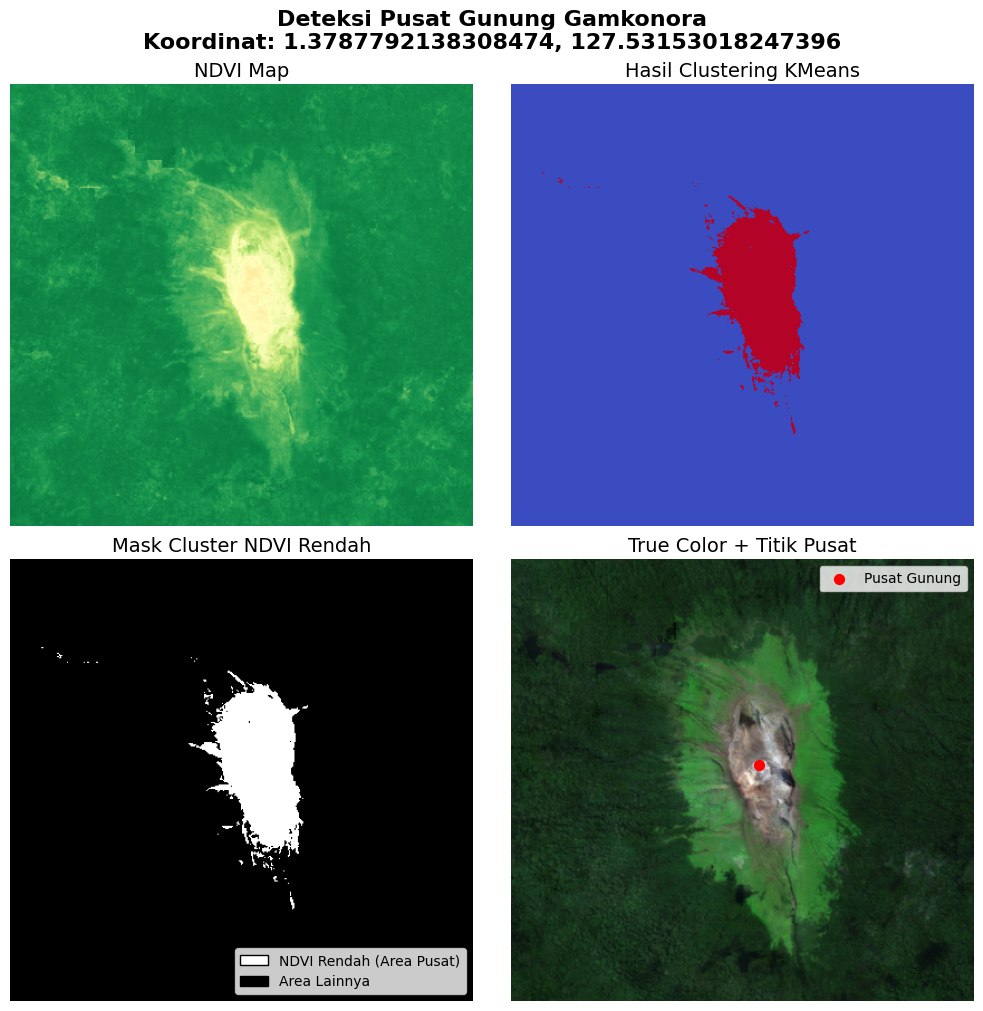 Deteksi Pusat Gunung Gamkonora
Koordinat: 1.3787792138308474, 127.53153018247396
NDVI Map
Hasil Clustering KMeans
Mask Cluster NDVI Rendah
True Color + Titik Pusat
Pusat Gunung
NDVI Rendah (Area Pusat)
Area Lainnya